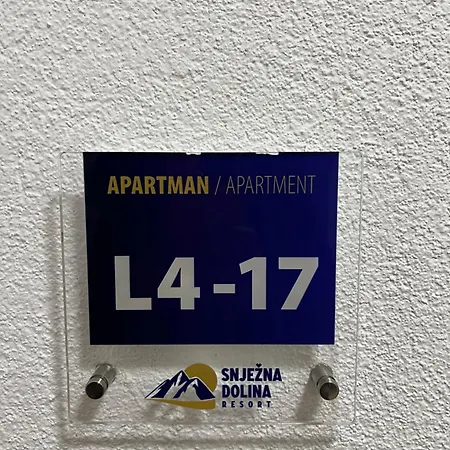 APARTMAN / APARTMENT
L4-17
SNJEŽNA
DOLINA
RESORT